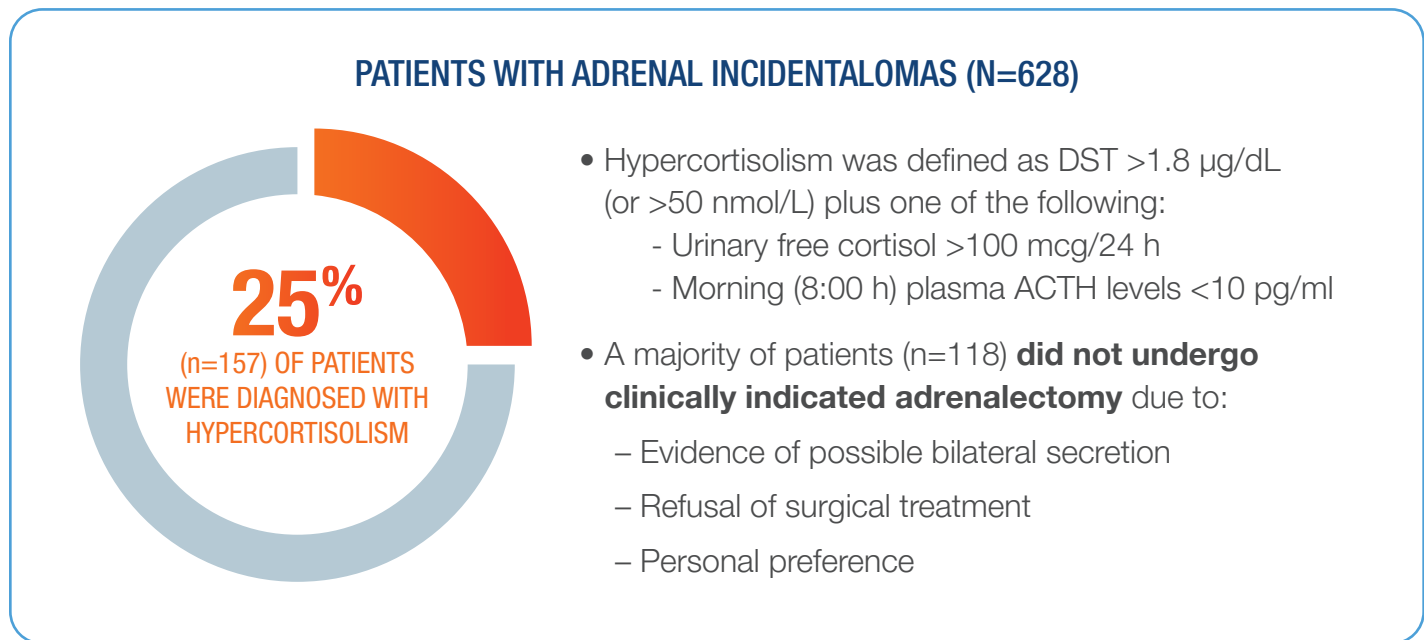 PATIENTS WITH ADRENAL INCIDENTALOMAS (N=628)
25%
(n=157) OF PATIENTS
WERE DIAGNOSED WITH
HYPERCORTISOLISM
• Hypercortisolism was defined as DST >1.8 µg/dL
(or >50 nmol/L) plus one of the following:
- Urinary free cortisol >100 mcg/24 h
- Morning (8:00 h) plasma ACTH levels <10 pg/ml
• A majority of patients (n=118) did not undergo
clinically indicated adrenalectomy due to:
– Evidence of possible bilateral secretion
– Refusal of surgical treatment
– Personal preference